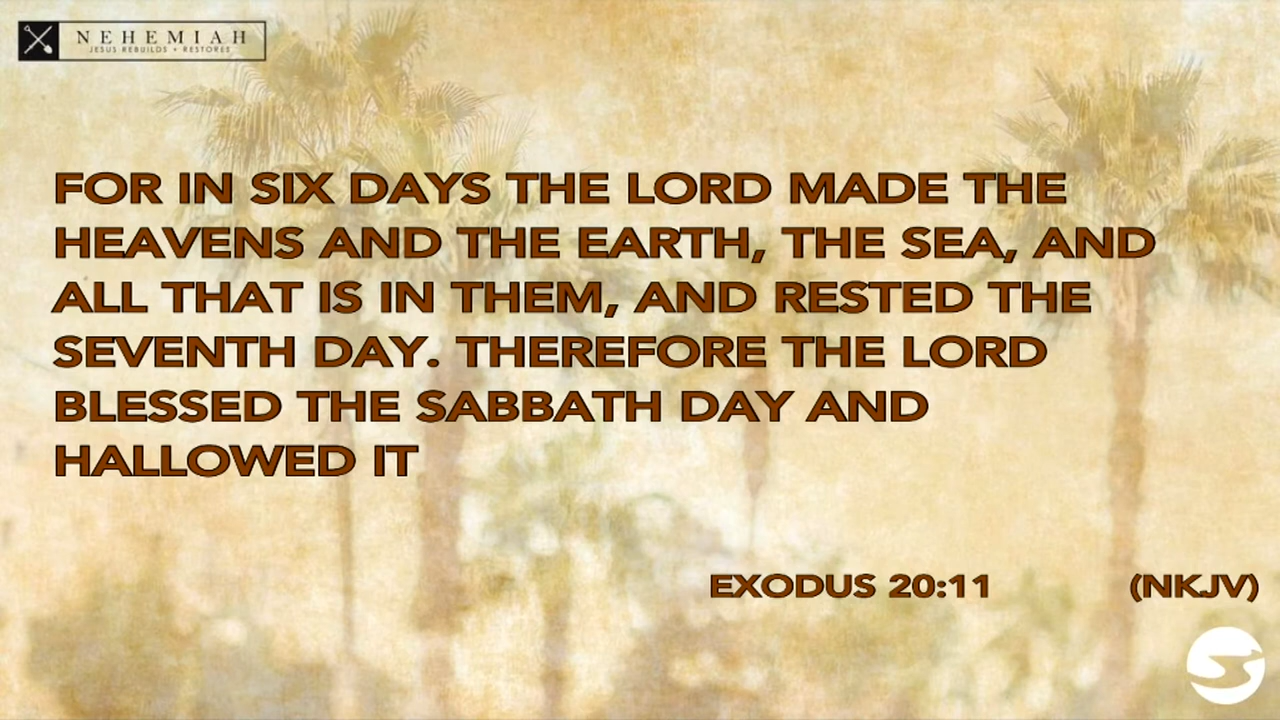 NEHEMIAH
JESUS REBUILDS + RESTORES
FOR IN SIX DAYS THE LORD MADE THE
HEAVENS AND THE EARTH, THE SEA, AND
ALL THAT IS IN THEM, AND RESTED THE
SEVENTH DAY. THEREFORE THE LORD
BLESSED THE SABBATH DAY AND
HALLOWED IT
EXODUS 20:11 (NKJV)